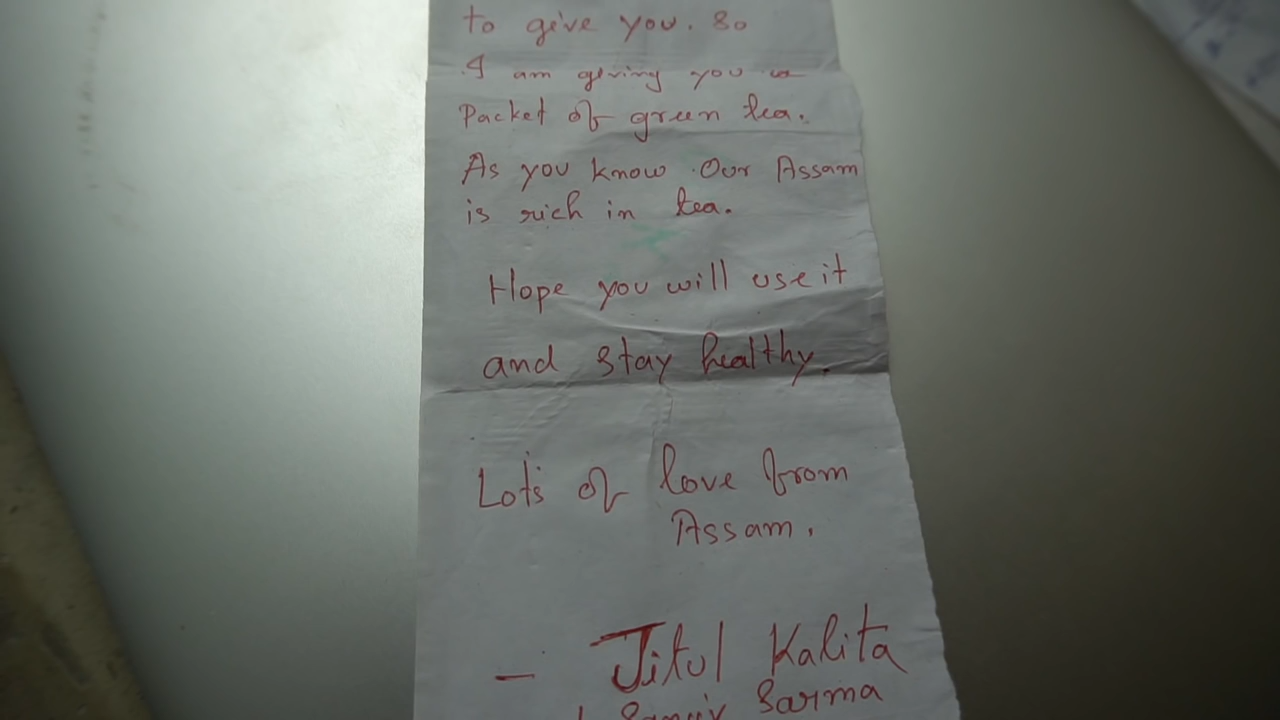 to give you. So
I am giving you a
Packet of green tea.
As you know Our Assam
is rich in tea.
Hope you will use it
and stay healthy.
Lot's of love from
Assam.
– Jitul Kalita
Sarma